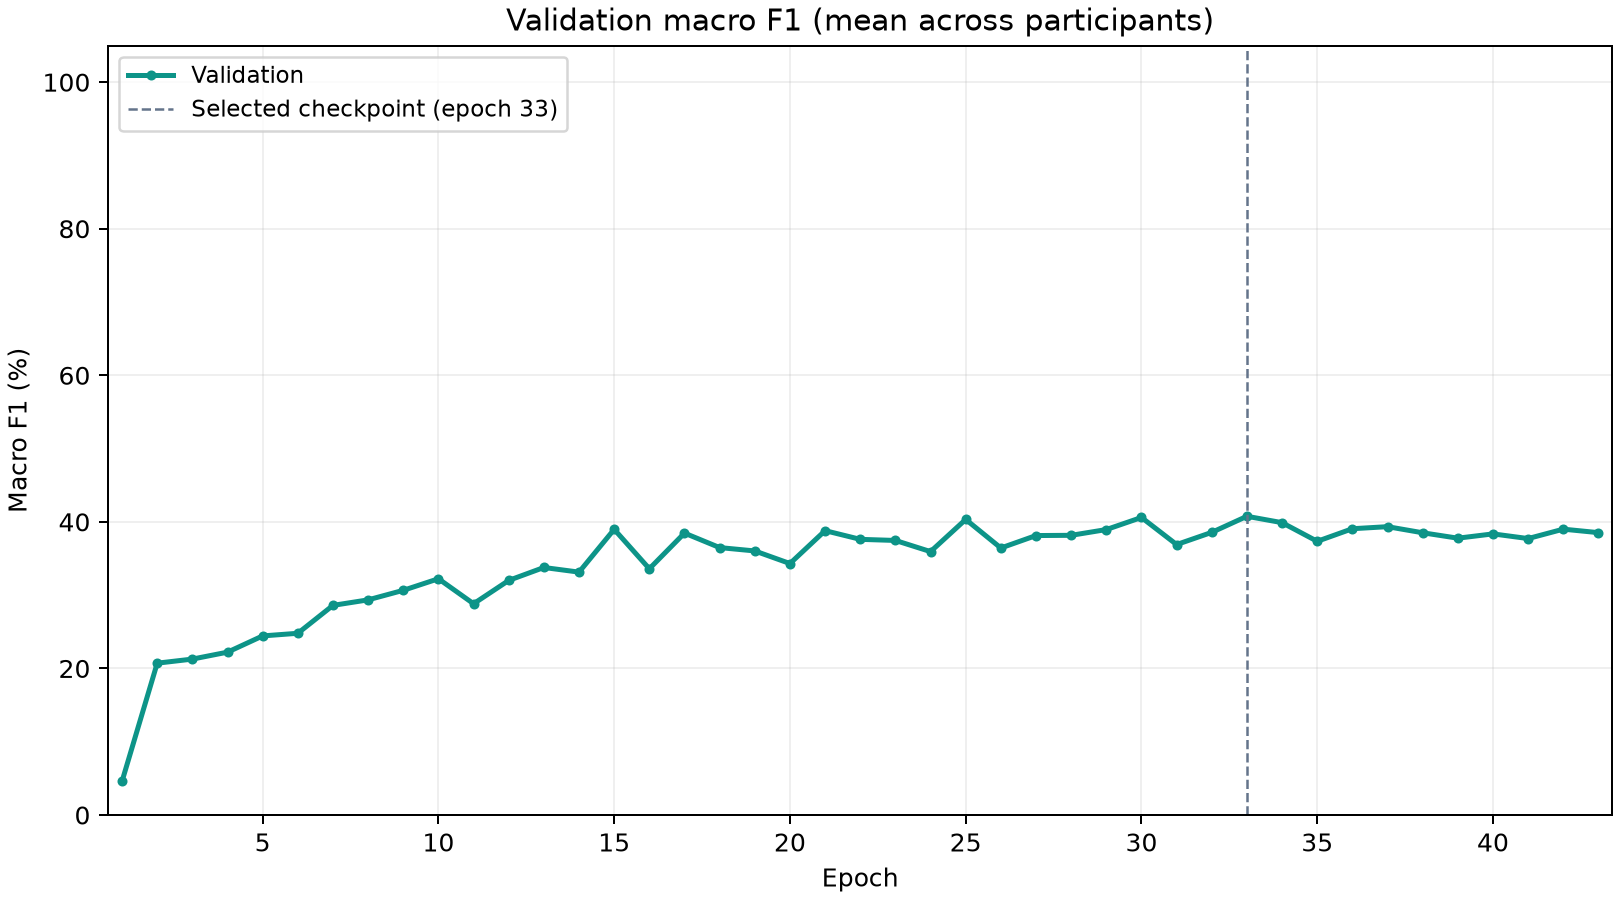 Validation macro F1 (mean across participants)
Validation
Selected checkpoint (epoch 33)
Macro F1 (%)
100
80
60
40
20
0
5 10 15 20 25 30 35 40
Epoch